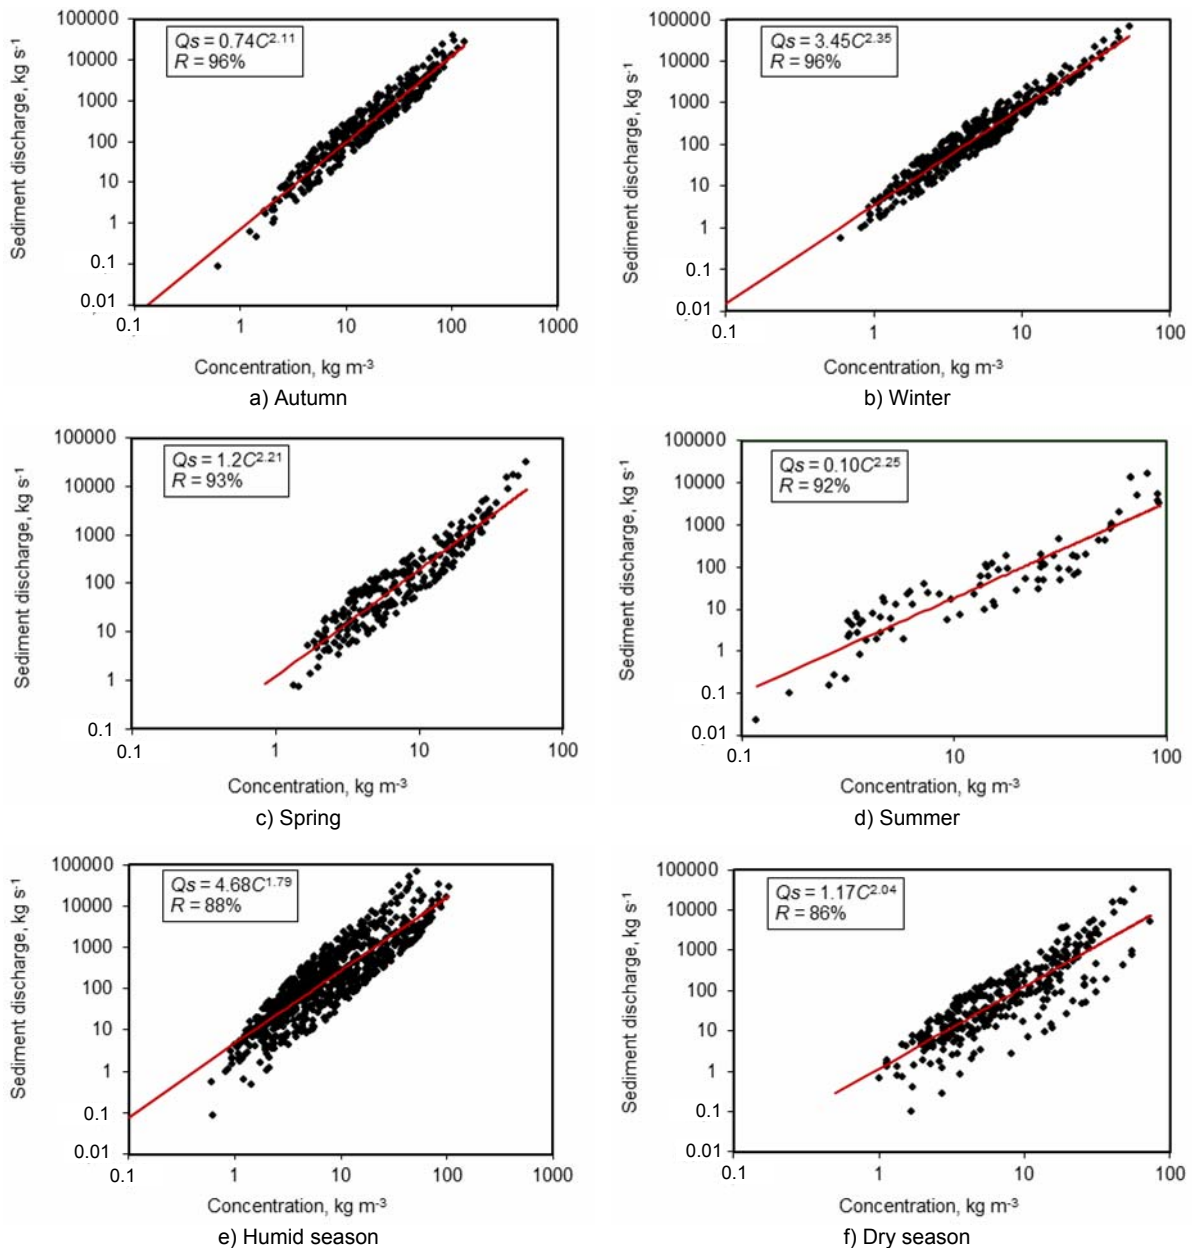 100000
10000
1000
100
10
1
0.1
0.01
Sediment discharge, kg s-1
Qs = 0.74C2.11
R = 96%
0.1 1 10 100 1000
Concentration, kg m-3
a) Autumn
100000
10000
1000
100
10
1
0.1
0.01
Sediment discharge, kg s-1
Qs = 3.45C2.35
R = 96%
0.1 1 10 100
Concentration, kg m-3
b) Winter
100000
10000
1000
100
10
1
0.1
Sediment discharge, kg s-1
Qs = 1.2C2.21
R = 93%
0.1 1 10 100
Concentration, kg m-3
c) Spring
100000
10000
1000
100
10
1
0.1
0.01
Sediment discharge, kg s-1
Qs = 0.10C2.25
R = 92%
0.1 10 100
Concentration, kg m-3
d) Summer
100000
10000
1000
100
10
1
0.1
0.01
Sediment discharge, kg s-1
Qs = 4.68C1.79
R = 88%
0.1 1 10 100 1000
Concentration, kg m-3
e) Humid season
100000
10000
1000
100
10
1
0.1
0.01
Sediment discharge, kg s-1
Qs = 1.17C2.04
R = 86%
0.1 1 10 100
Concentration, kg m-3
f) Dry season